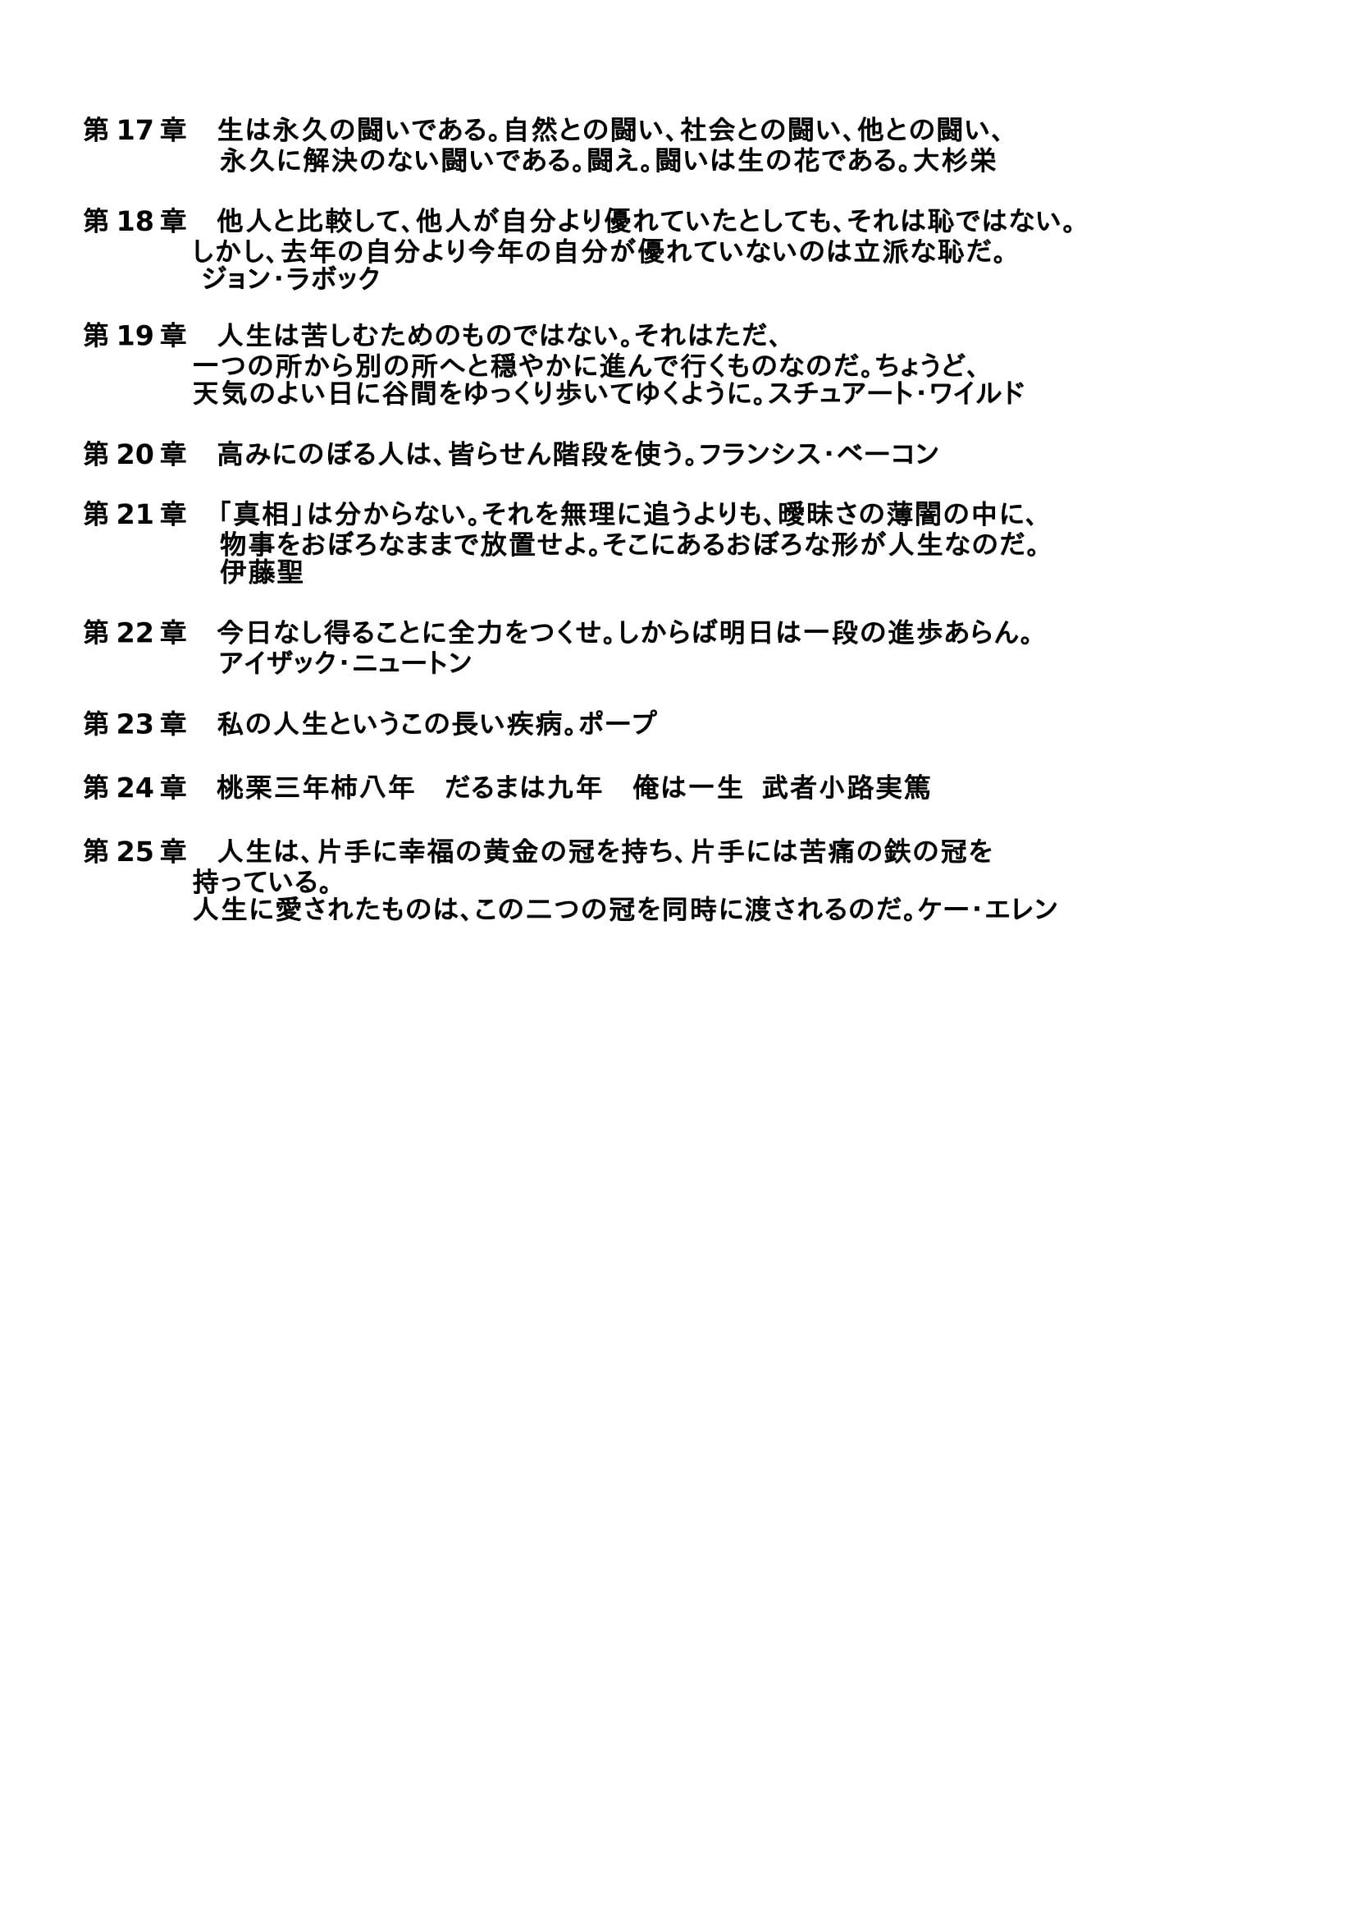 第 17 章　生は永久の闘いである。自然との闘い、社会との闘い、他との闘い、
永久に解決のない闘いである。闘え。闘いは生の花である。大杉栄
第 18 章　他人と比較して、他人が自分より優れていたとしても、それは恥ではない。
しかし、去年の自分より今年の自分が優れていないのは立派な恥だ。
ジョン・ラボック
第 19 章　人生は苦しむためのものではない。それはただ、
一つの所から別の所へと穏やかに進んで行くものなのだ。ちょうど、
天気のよい日に谷間をゆっくり歩いてゆくように。スチュアート・ワイルド
第 20 章　高みにのぼる人は、皆らせん階段を使う。フランシス・ベーコン
第 21 章　「真相」は分からない。それを無理に追うよりも、曖昧さの薄闇の中に、
物事をおぼろなままで放置せよ。そこにあるおぼろな形が人生なのだ。
伊藤聖
第 22 章　今日なし得ることに全力をつくせ。しからば明日は一段の進歩あらん。
アイザック・ニュートン
第 23 章　私の人生というこの長い疾病。ポープ
第 24 章　桃栗三年柿八年　だるまは九年　俺は一生 武者小路実篤
第 25 章　人生は、片手に幸福の黄金の冠を持ち、片手には苦痛の鉄の冠を
持っている。
人生に愛されたものは、この二つの冠を同時に渡されるのだ。ケー・エレン